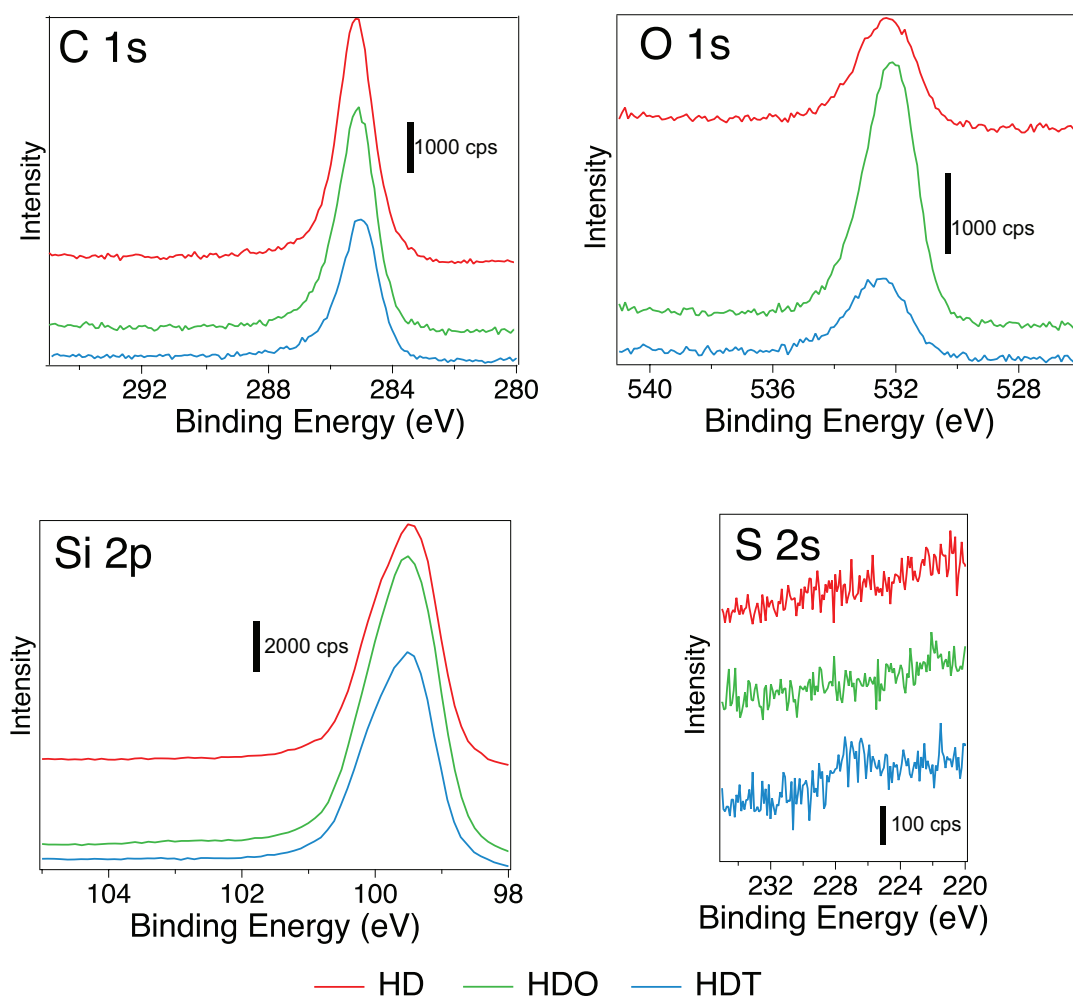 C 1s
1000 cps
Intensity
292 288 284 280
Binding Energy (eV)
O 1s
1000 cps
Intensity
540 536 532 528
Binding Energy (eV)
Si 2p
2000 cps
Intensity
104 102 100 98
Binding Energy (eV)
S 2s
100 cps
Intensity
232 228 224 220
Binding Energy (eV)
HD HDO HDT